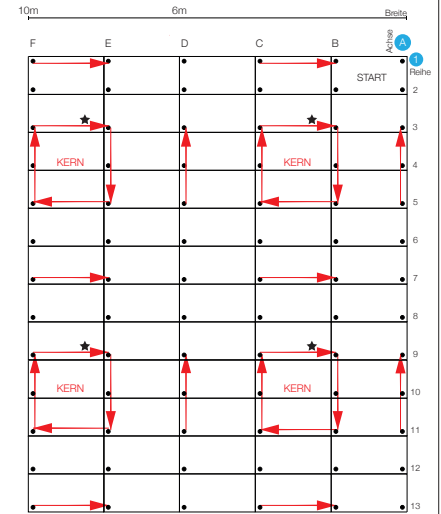 10m 6m Breite
F E D C B Achse A
1
Reihe
START
2
3
KERN KERN 4
5
6
7
8
9
KERN KERN 10
11
12
13